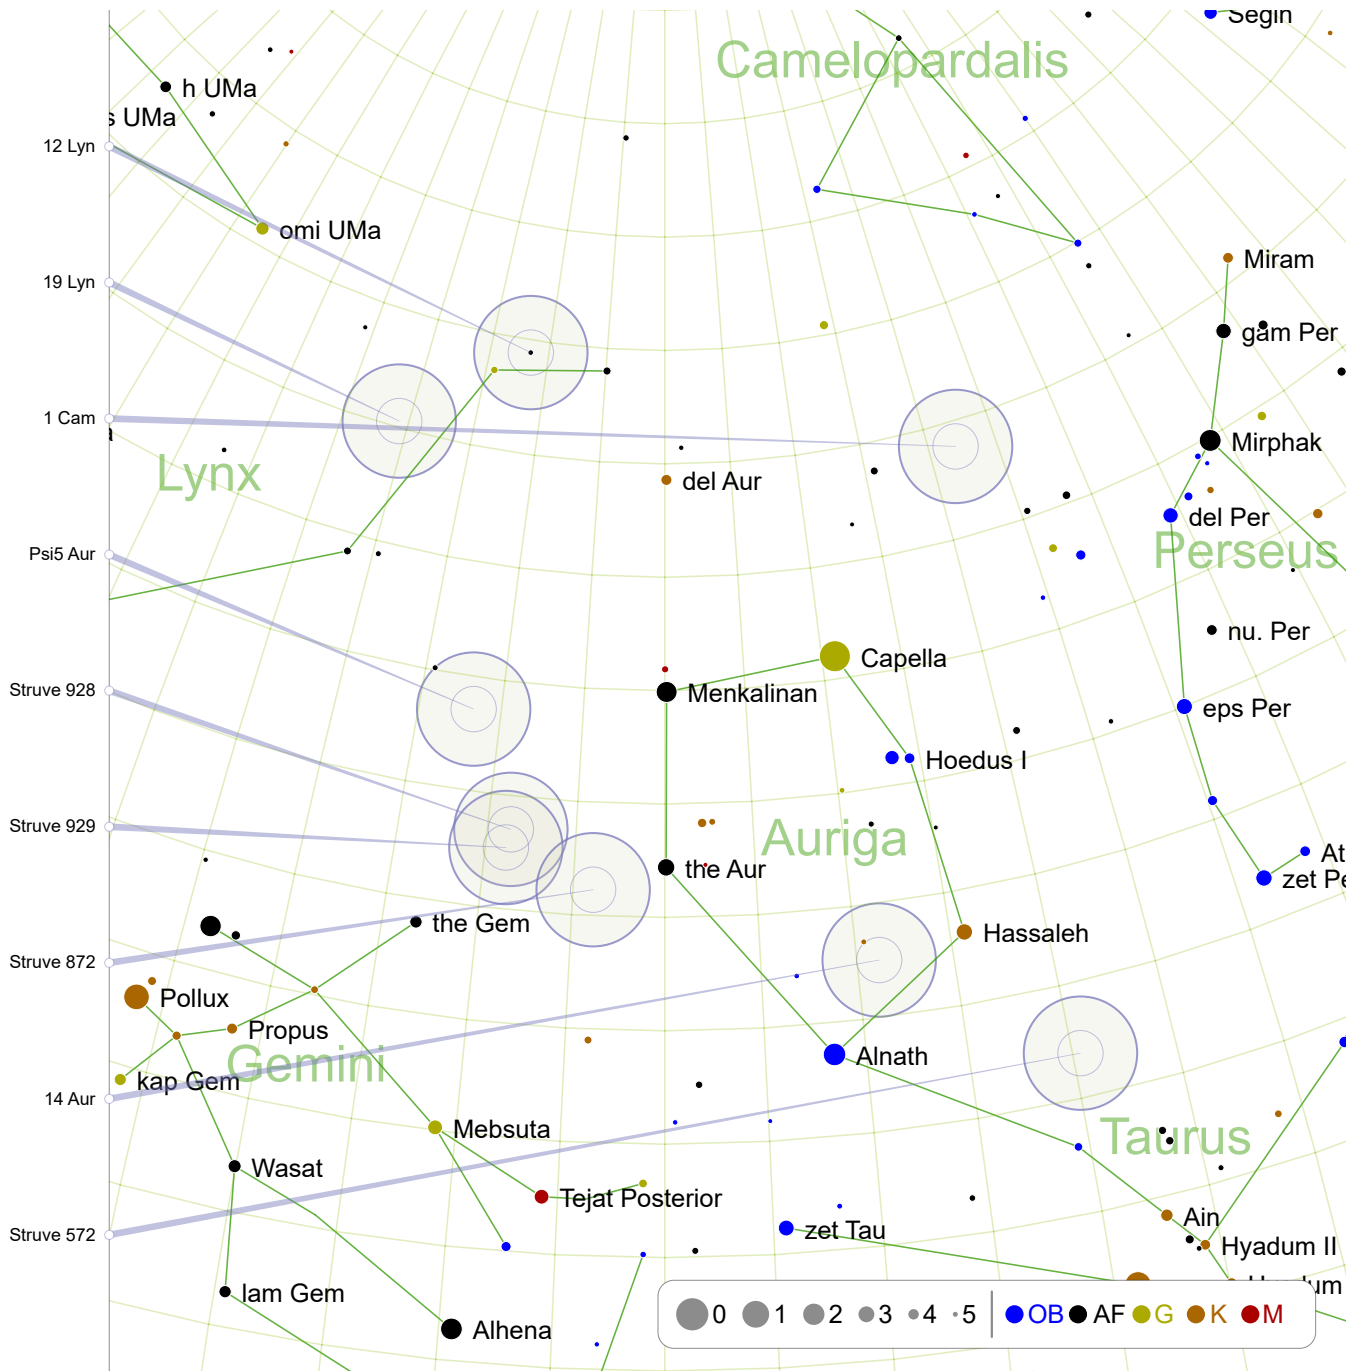 Segin
Camelopardalis
h UMa
s UMa
12 Lyn
omi UMa
Miram
19 Lyn
gam Per
1 Cam
Mirphak
Lynx
del Aur
del Per
Perseus
Psi5 Aur
nu. Per
Capella
Struve 928
Menkalinan
eps Per
Hoedus I
Struve 929
Auriga
At
the Aur
zet Pe
the Gem
Hassaleh
Struve 872
Pollux
Propus
Alnath
Gemini
kap Gem
14 Aur
Mebsuta
Taurus
Wasat
Tejat Posterior
Ain
zet Tau
Struve 572
Hyadum II
lam Gem
0 1 2 3 4 5 OB AF G K M
Alhena